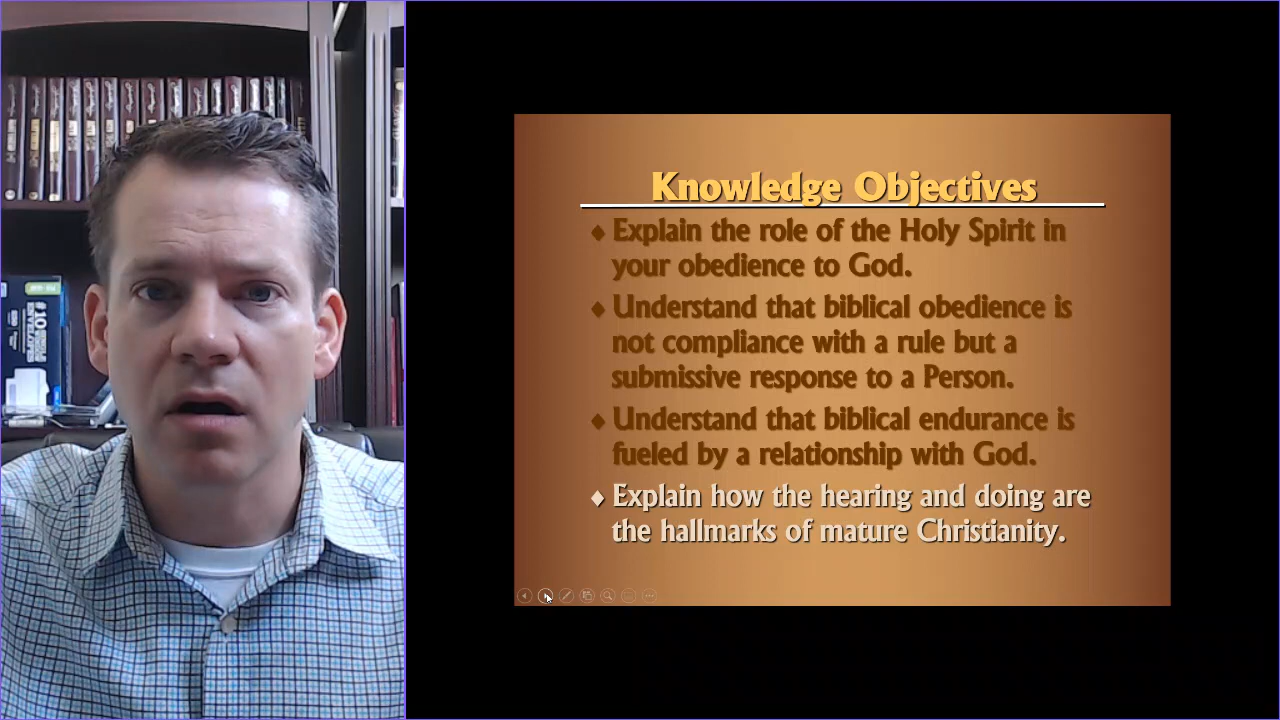 Knowledge Objectives
♦ Explain the role of the Holy Spirit in
your obedience to God.
♦ Understand that biblical obedience is
not compliance with a rule but a
submissive response to a Person.
♦ Understand that biblical endurance is
fueled by a relationship with God.
♦ Explain how the hearing and doing are
the hallmarks of mature Christianity.